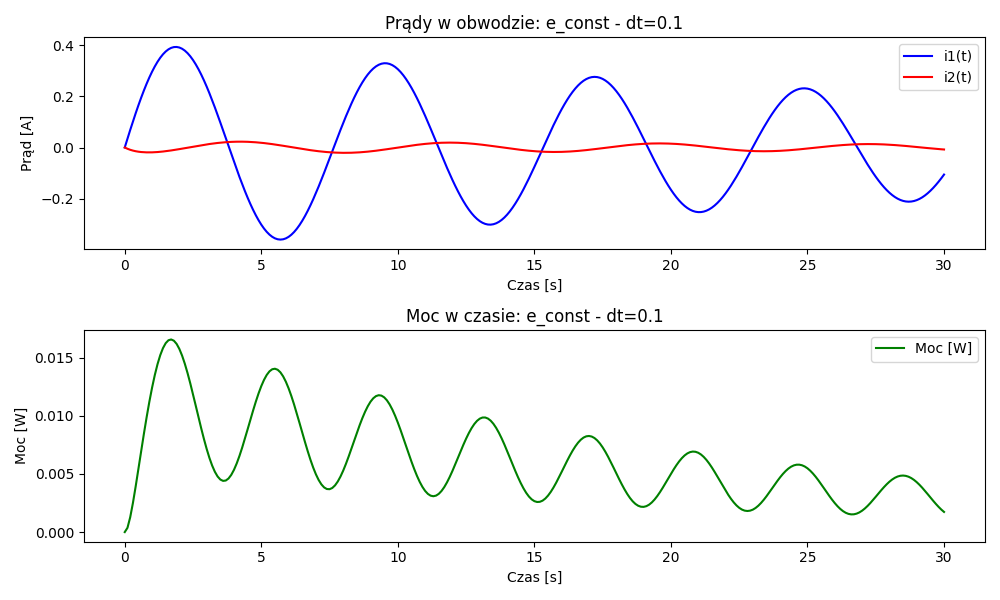 Prądy w obwodzie: e_const - dt=0.1
Prąd [A]
0.4
0.2
0.0
−0.2
i1(t)
i2(t)
0 5 10 15 20 25 30
Czas [s]
Moc w czasie: e_const - dt=0.1
Moc [W]
0.015
0.010
0.005
0.000
Moc [W]
0 5 10 15 20 25 30
Czas [s]